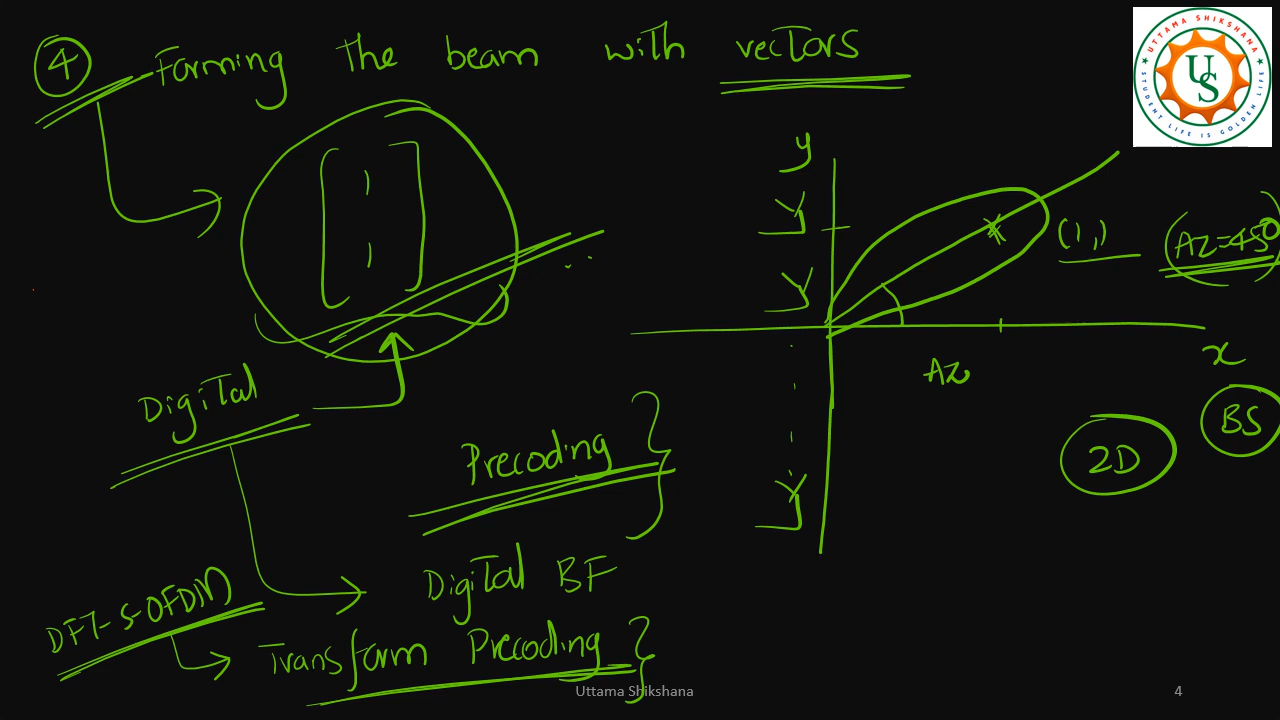 4 Forming the beam with vectors
UTTAMA SHIKSHANA
US
STUDENT LIFE IS GOLDEN LIFE
y
1
1
(1,1)
(AZ=45°)
AZ
x
Digital
BS
2D
Precoding
Digital BF
DFT-S-OFDM
Transform Precoding
Uttama Shikshana
4